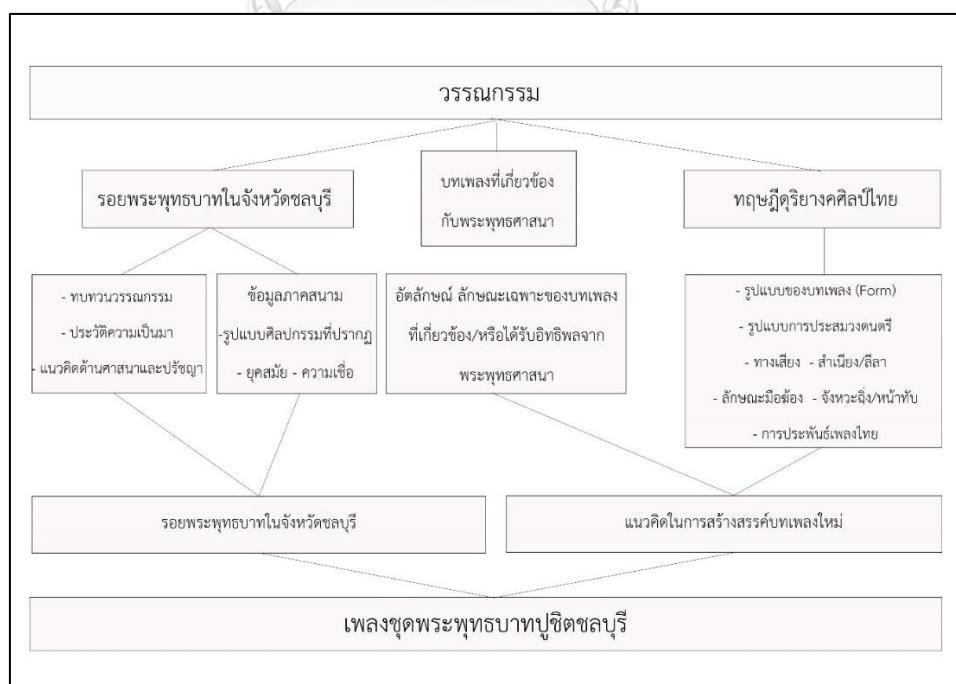 วรรณกรรม
รอยพระพุทธบาทในจังหวัดชลบุรี
บทเพลงที่เกี่ยวข้อง
กับพระพุทธศาสนา
ทฤษฎีดุริยางคศิลป์ไทย
- ทบทวนวรรณกรรม
- ประวัติความเป็นมา
- แนวคิดด้านศาสนาและปรัชญา
ข้อมูลภาคสนาม
-รูปแบบศิลปกรรมที่ปรากฏ
- ยุคสมัย - ความเชื่อ
อัตลักษณ์ ลักษณะเฉพาะของบทเพลง
ที่เกี่ยวข้อง/หรือได้รับอิทธิพลจาก
พระพุทธศาสนา
- รูปแบบของบทเพลง (Form)
- รูปแบบการประสมวงดนตรี
- ทางเสียง - สำเนียง/ลีลา
- ลักษณะมือฆ้อง - จังหวะฉิ่ง/หน้าทับ
- การประพันธ์เพลงไทย
รอยพระพุทธบาทในจังหวัดชลบุรี
แนวคิดในการสร้างสรรค์บทเพลงใหม่
เพลงชุดพระพุทธบาทปูชิตชลบุรี